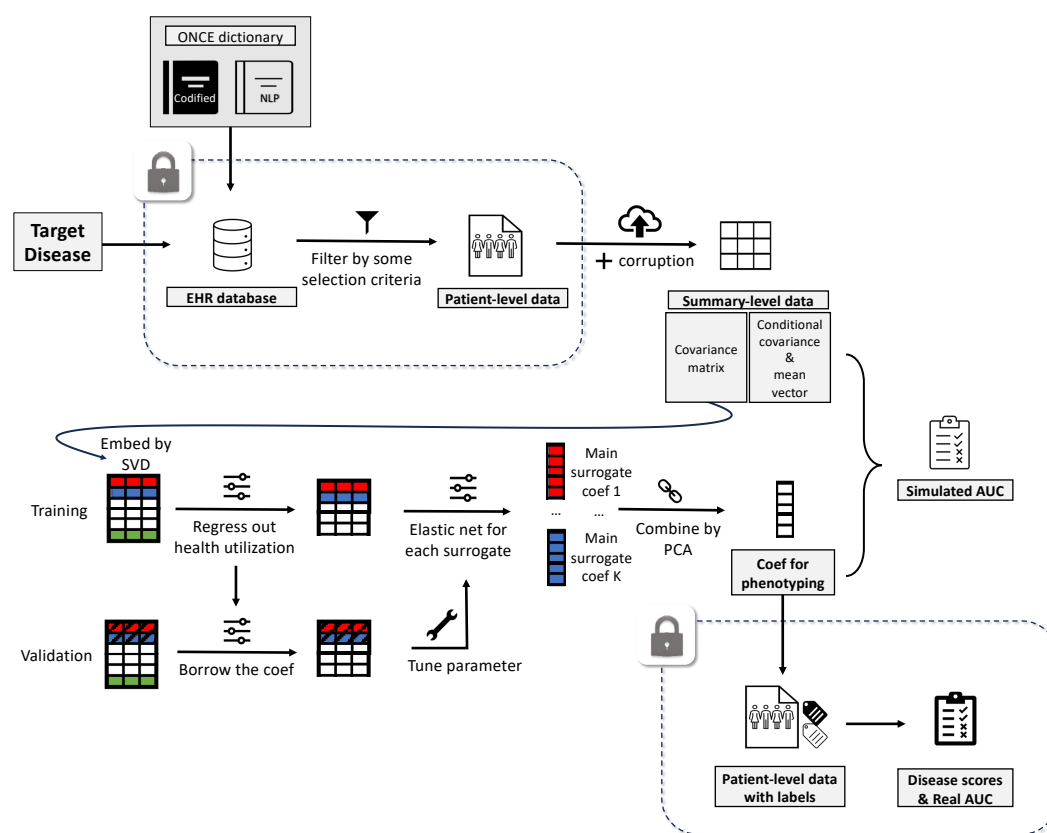 ONCE dictionary
Codified
NLP
Target
Disease
EHR database
Filter by some
selection criteria
Patient-level data
+ corruption
Summary-level data
Covariance
matrix
Conditional
covariance
&
mean
vector
Simulated AUC
Embed by
SVD
Training
Regress out
health utilization
Elastic net for
each surrogate
Main
surrogate
coef 1
... ...
Main
surrogate
coef K
Combine by
PCA
Coef for
phenotyping
Validation
Borrow the coef
Tune parameter
Patient-level data
with labels
Disease scores
& Real AUC